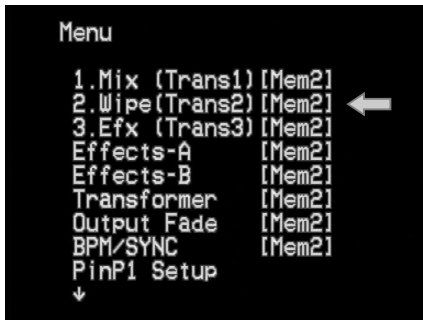 Menu
1.Mix (Trans1)[Mem2]
2.Wipe(Trans2)[Mem2]
3.Efx (Trans3)[Mem2]
Effects-A [Mem2]
Effects-B [Mem2]
Transformer [Mem2]
Output Fade [Mem2]
BPM/SYNC [Mem2]
PinP1 Setup